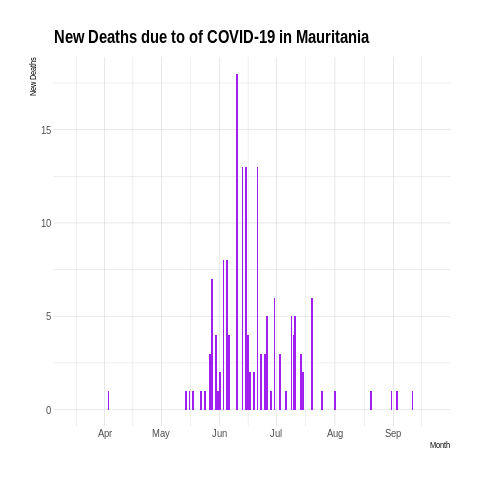 New Deaths due to of COVID-19 in Mauritania
New Deaths
15
10
5
0
Apr May Jun Jul Aug Sep
Month